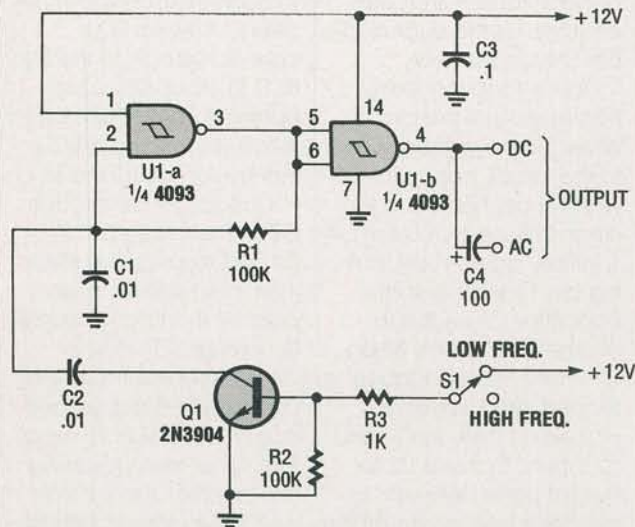 +12V
C3
.1
1
2
3
U1-a
1/4 4093
5
6
14
4
7
U1-b
1/4 4093
DC
AC
OUTPUT
+
C4
100
R1
100K
C1
.01
C2
.01
Q1
2N3904
R2
100K
R3
1K
S1
LOW FREQ.
+12V
HIGH FREQ.